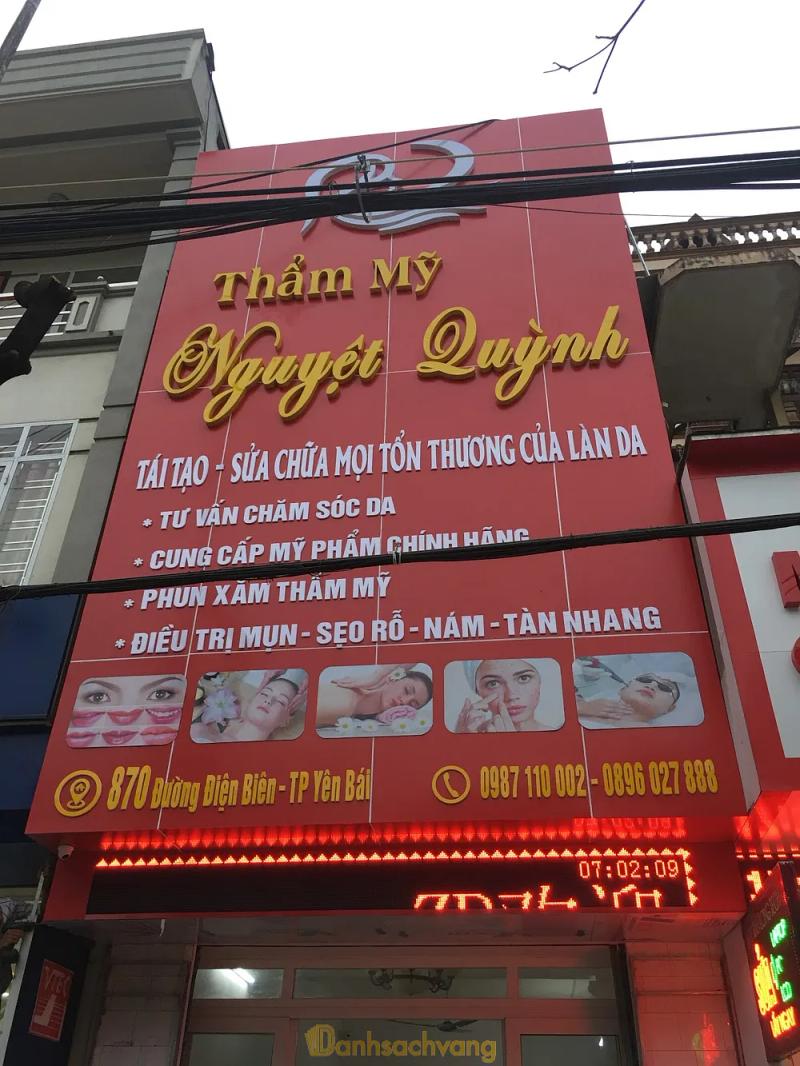 Thẩm Mỹ
Nguyệt Quỳnh
TÁI TẠO - SỬA CHỮA MỌI TỔN THƯƠNG CỦA LÀN DA
* TƯ VẤN CHĂM SÓC DA
* CUNG CẤP MỸ PHẨM CHÍNH HÃNG
* PHUN XĂM THẨM MỸ
* ĐIỀU TRỊ MỤN - SẸO RỖ - NÁM - TÀN NHANG
870 Đường Điện Biên - TP Yên Bái
0987 110 002 - 0896 027 888
07:02:09
VTEC
Danhsachvang